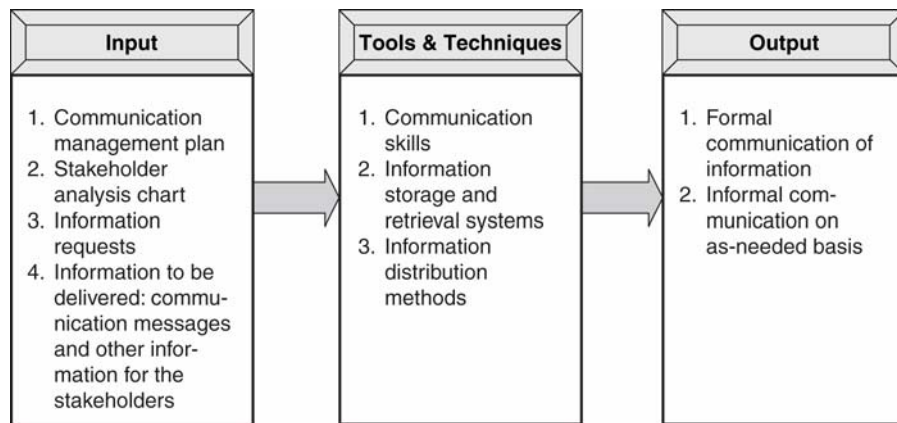 Input
1. Communication
management plan
2. Stakeholder
analysis chart
3. Information
requests
4. Information to be
delivered: commu-
nication messages
and other infor-
mation for the
stakeholders
Tools & Techniques
1. Communication
skills
2. Information
storage and
retrieval systems
3. Information
distribution
methods
Output
1. Formal
communication of
information
2. Informal com-
munication on
as-needed basis